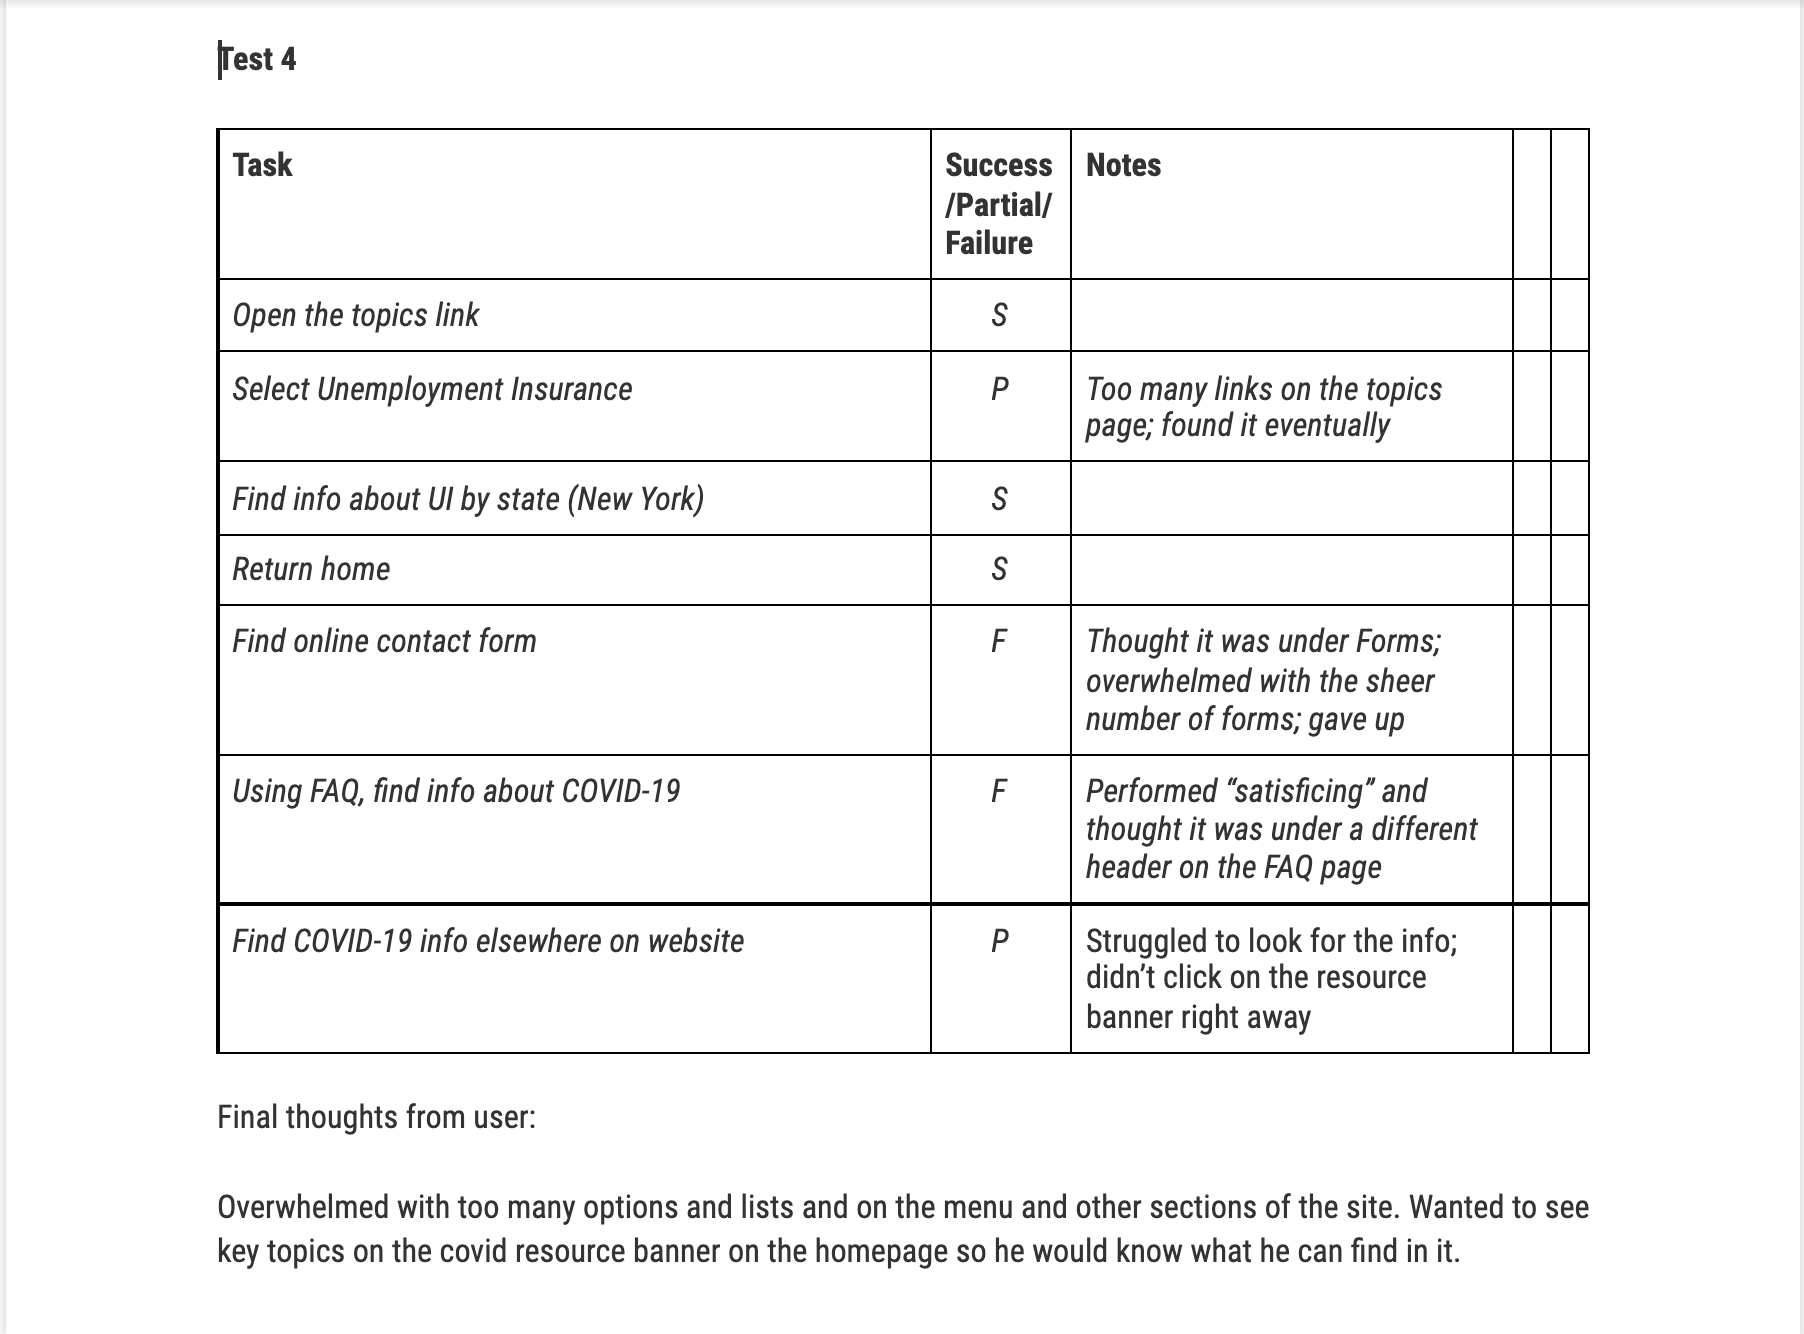 Test 4
Task
Success
/Partial/
Failure
Notes
Open the topics link
S
Select Unemployment Insurance
P
Too many links on the topics
page; found it eventually
Find info about UI by state (New York)
S
Return home
S
Find online contact form
F
Thought it was under Forms;
overwhelmed with the sheer
number of forms; gave up
Using FAQ, find info about COVID-19
F
Performed “satisficing” and
thought it was under a different
header on the FAQ page
Find COVID-19 info elsewhere on website
P
Struggled to look for the info;
didn’t click on the resource
banner right away
Final thoughts from user:
Overwhelmed with too many options and lists and on the menu and other sections of the site. Wanted to see
key topics on the covid resource banner on the homepage so he would know what he can find in it.